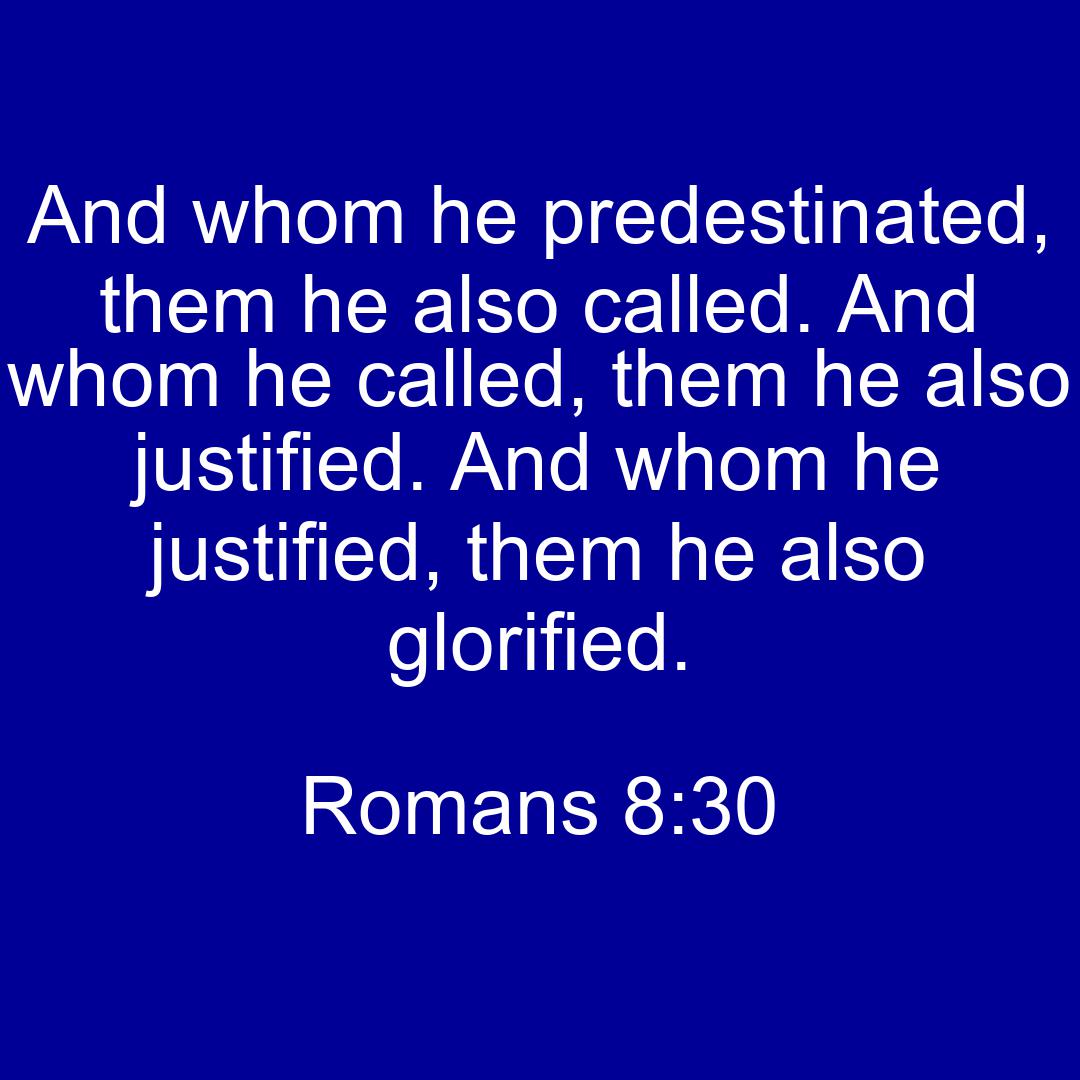 And whom he predestinated,
them he also called. And
whom he called, them he also
justified. And whom he
justified, them he also
glorified.
Romans 8:30